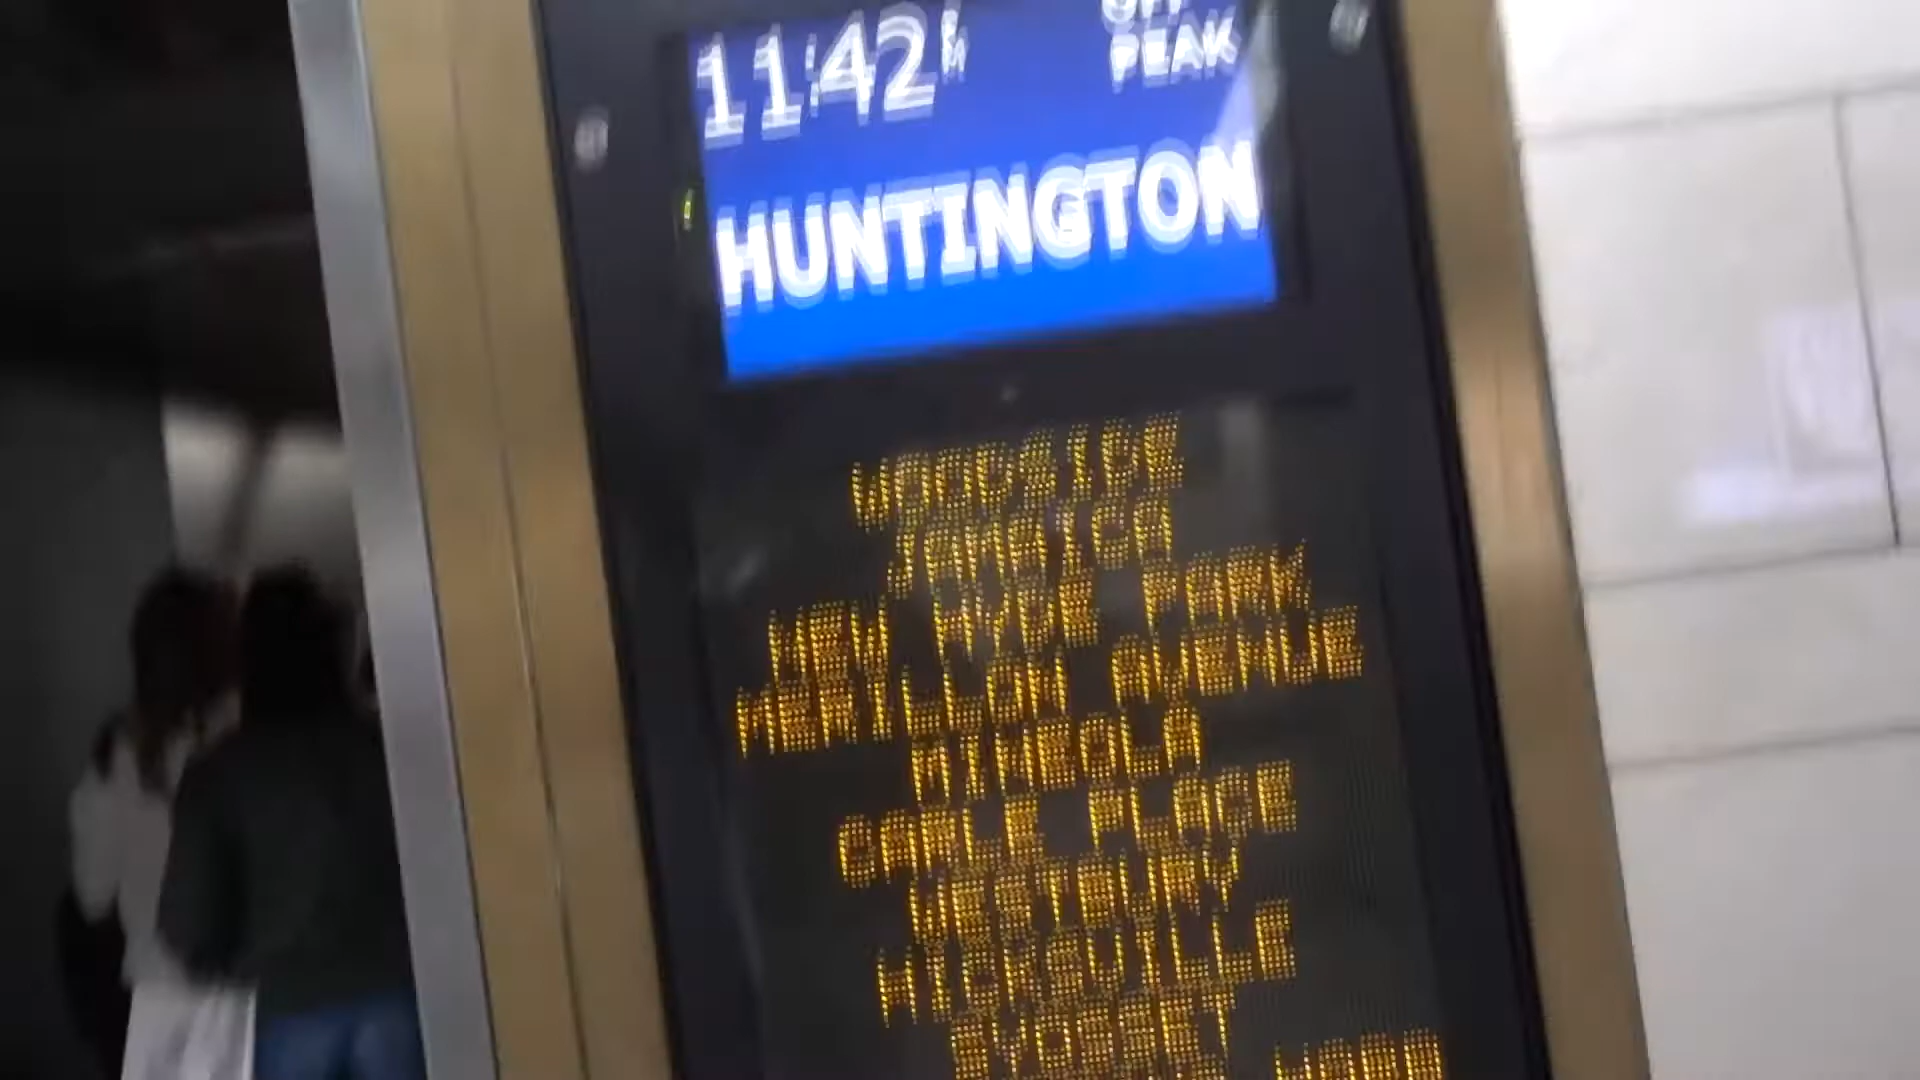 11:42
OFF
PEAK
HUNTINGTON
WOODSIDE
JAMAICA
NEW HYDE PARK
MERILLON AVENUE
MINEOLA
CARLE PLACE
WESTBURY
HICKSVILLE
SYOSSET